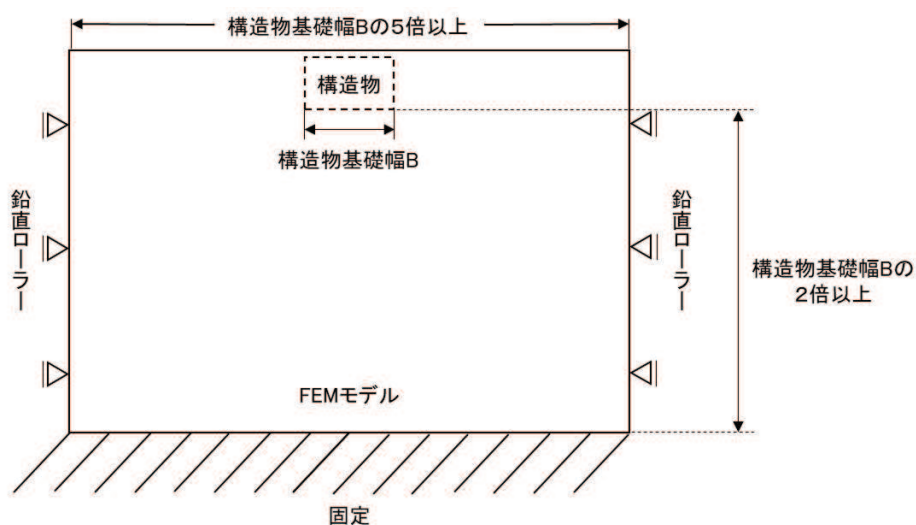 構造物基礎幅Bの5倍以上
構造物
構造物基礎幅B
鉛直ローラー
鉛直ローラー
構造物基礎幅Bの
2倍以上
FEMモデル
固定